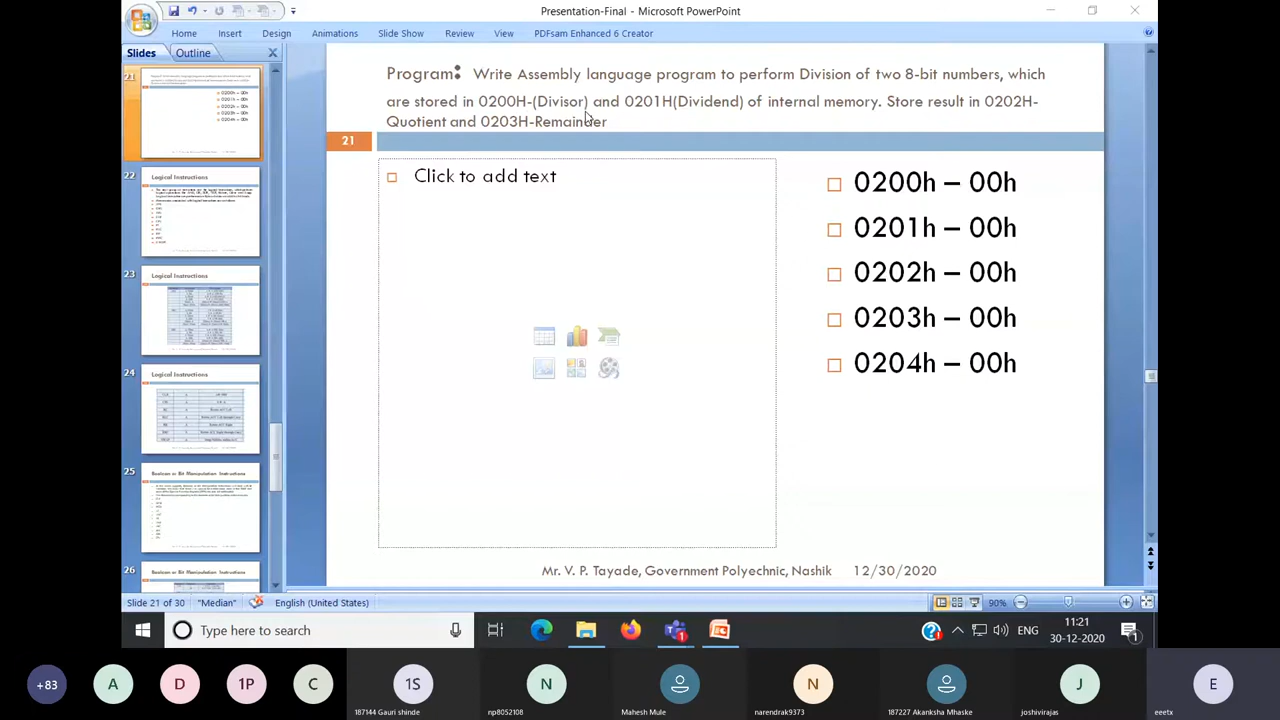 Presentation-Final - Microsoft PowerPoint
Home Insert Design Animations Slide Show Review View PDFsam Enhanced 6 Creator
Slides Outline
21
22
Logical Instructions
23
Logical Instructions
24
Logical Instructions
25
Boolean or Bit Manipulation Instructions
26
Boolean or Bit Manipulation Instructions
Program: Write Assembly language program to perform Division of two 8-bit numbers, which
are stored in 0200H-(Divisor) and 0201H(Dividend) of internal memory. Store result in 0202H-
Quotient and 0203H-Remainder
21
Click to add text
0200h – 00h
0201h – 00h
0202h – 00h
0203h – 00h
0204h – 00h
12/30/2020
Government Polyechnic, Nashik
Slide 21 of 30 "Median" English (United States) 90%
Type here to search
ENG
11:21
30-12-2020
1
+83 A D 1P C 1S N N J E
187144 Gauri shinde np8052108 Mahesh Mule narendrak9373 187227 Akanksha Mhaske joshivirajas eeetx